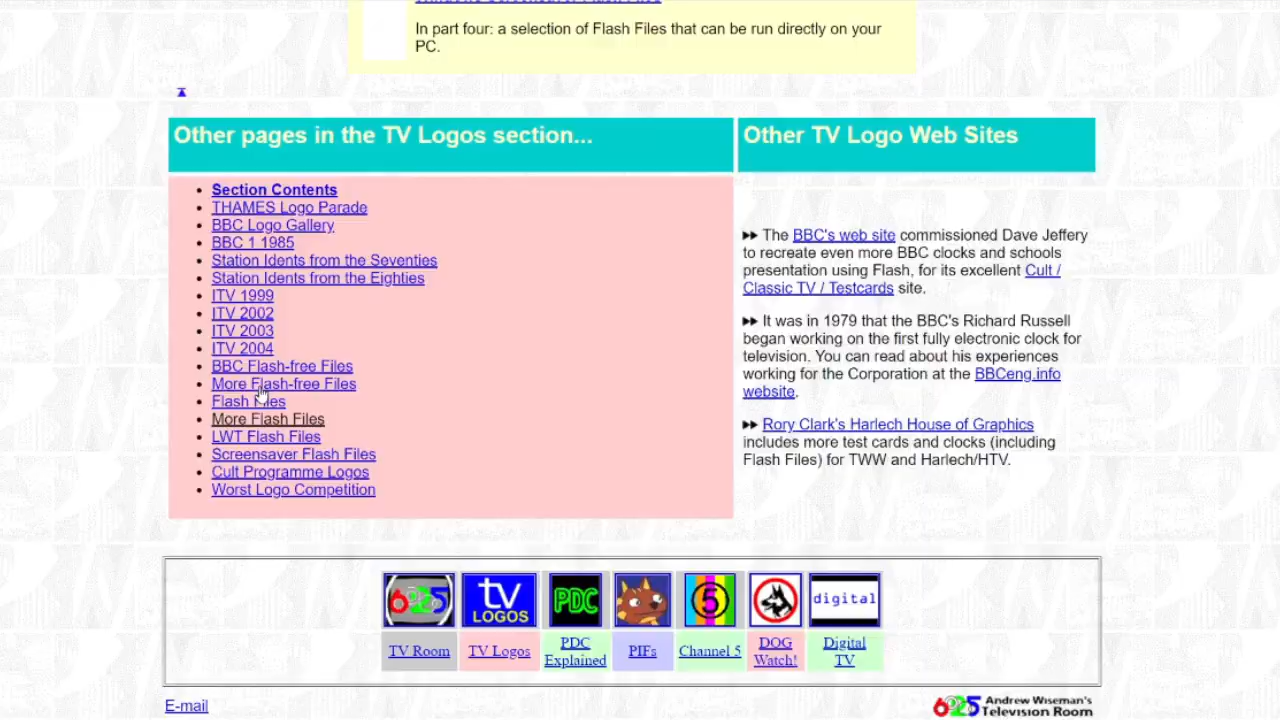 In part four: a selection of Flash Files that can be run directly on your
PC.
Other pages in the TV Logos section...
Section Contents
THAMES Logo Parade
BBC Logo Gallery
BBC 1 1985
Station Idents from the Seventies
Station Idents from the Eighties
ITV 1999
ITV 2002
ITV 2003
ITV 2004
BBC Flash-free Files
More Flash-free Files
Flash Files
More Flash Files
LWT Flash Files
Screensaver Flash Files
Cult Programme Logos
Worst Logo Competition
Other TV Logo Web Sites
The BBC's web site commissioned Dave Jeffery
to recreate even more BBC clocks and schools
presentation using Flash, for its excellent Cult /
Classic TV / Testcards site.
It was in 1979 that the BBC's Richard Russell
began working on the first fully electronic clock for
television. You can read about his experiences
working for the Corporation at the BBCeng.info
website.
Rory Clark's Harlech House of Graphics
includes more test cards and clocks (including
Flash Files) for TWW and Harlech/HTV.
625
tv
LOGOS
PDC
5
digital
TV Room
TV Logos
PDC
Explained
PIFs
Channel 5
DOG
Watch!
Digital
TV
E-mail
625 Andrew Wiseman's
Television Room